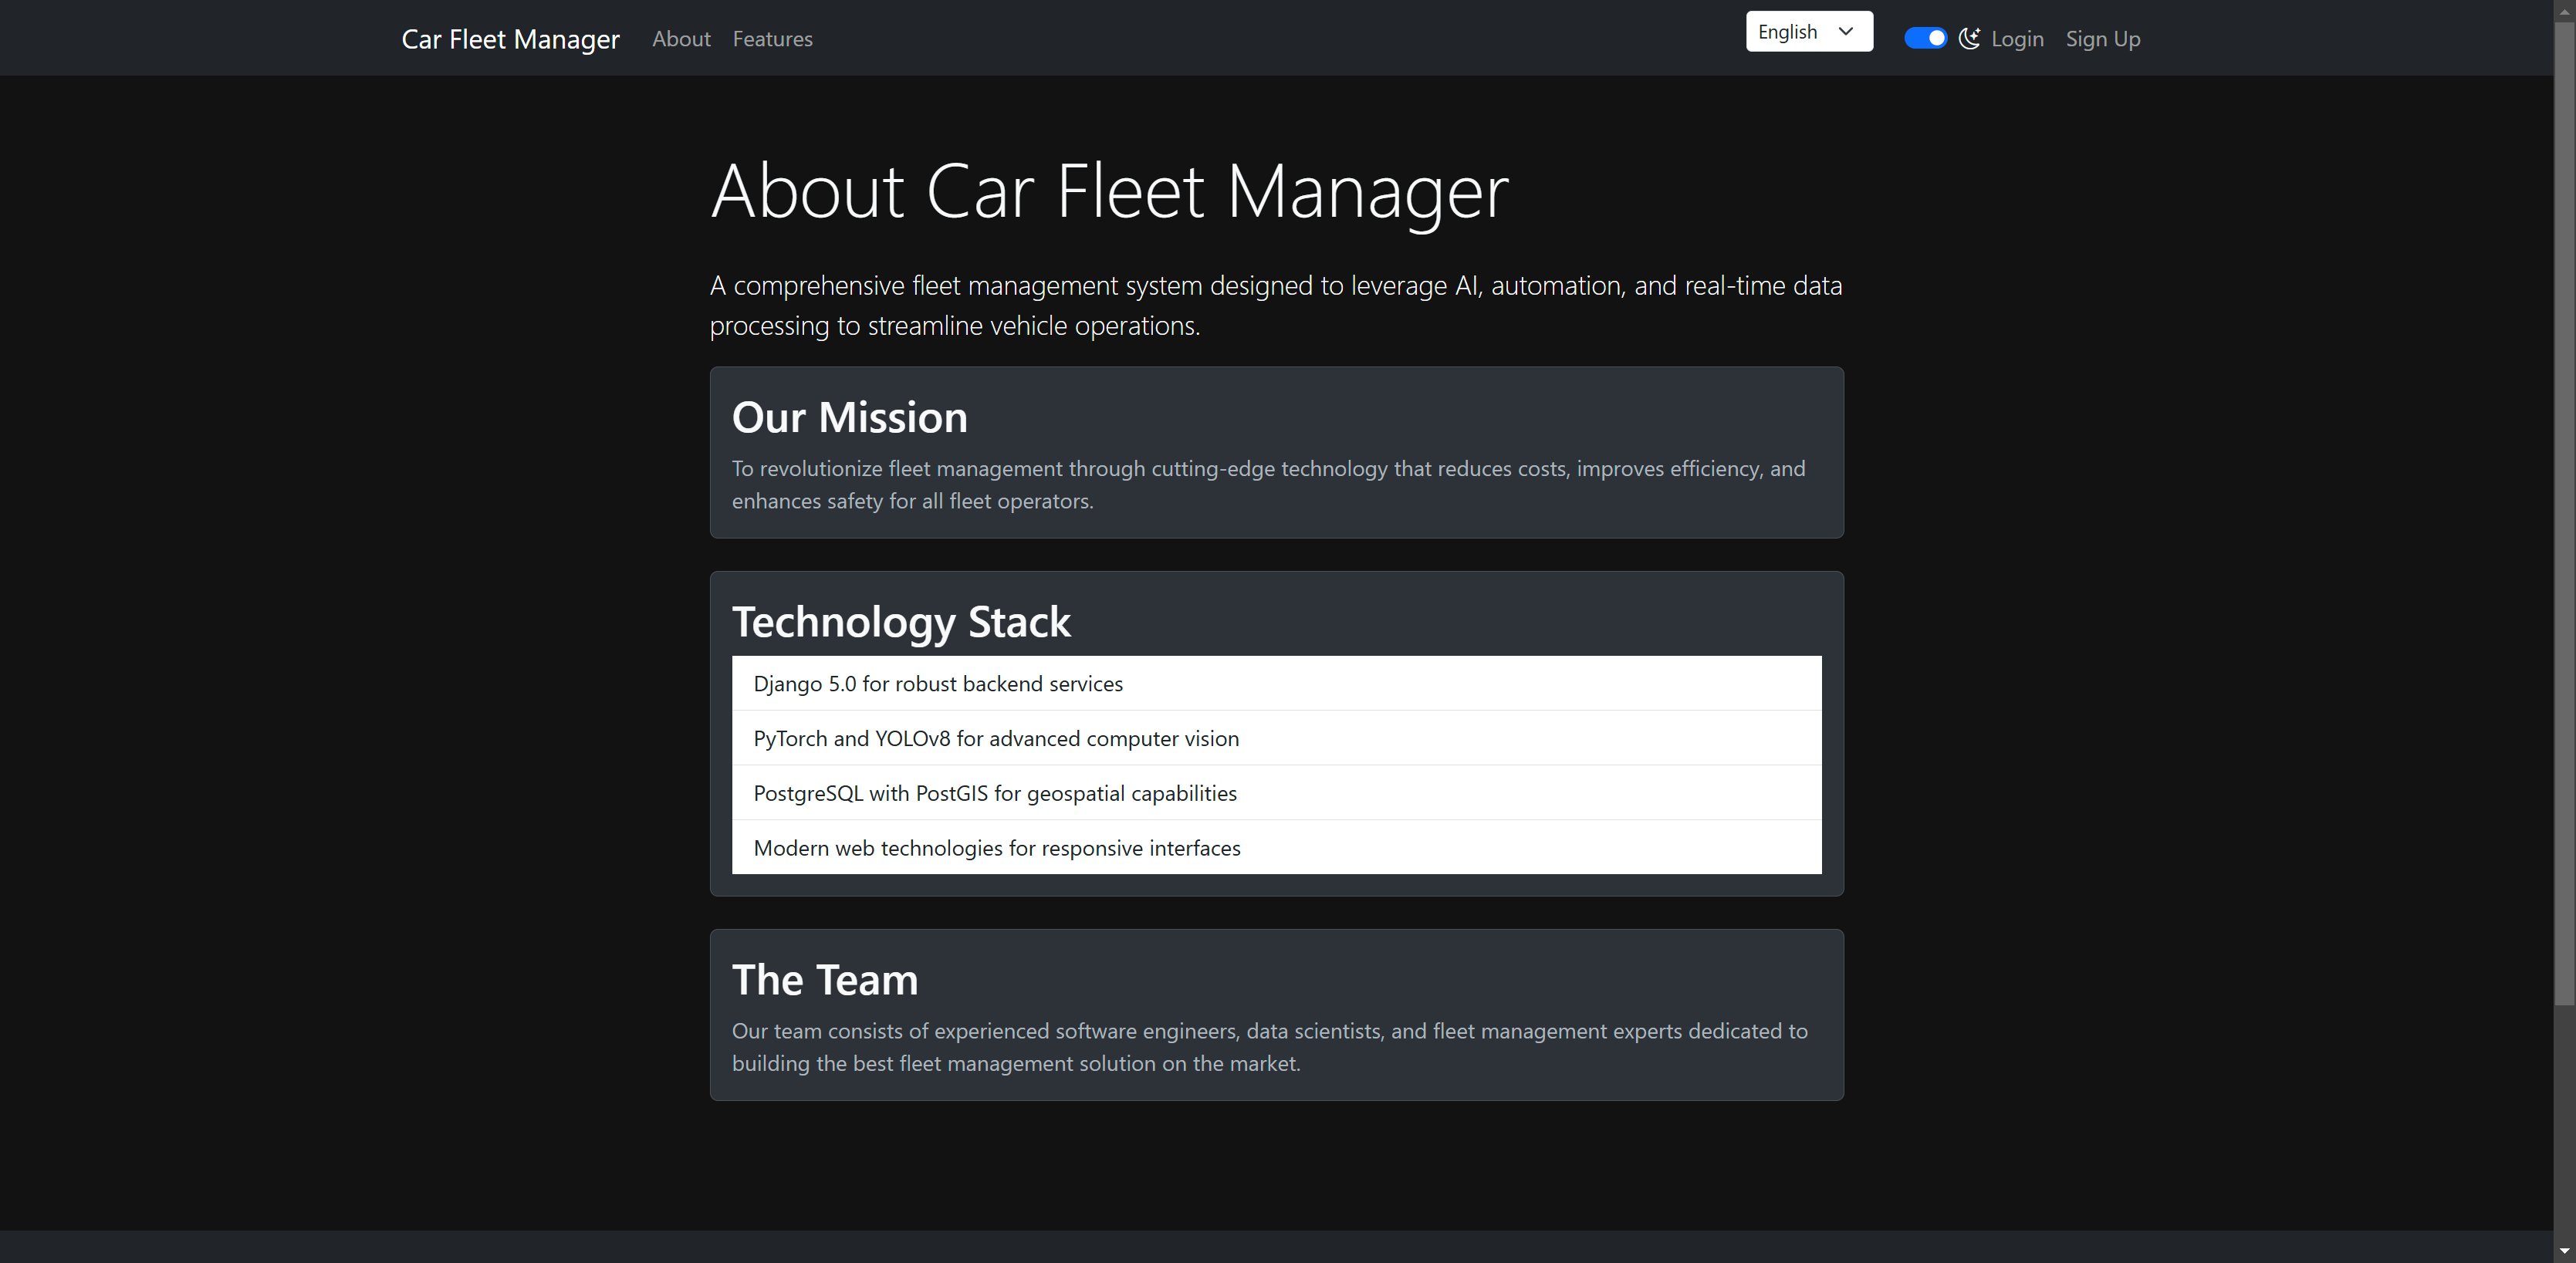 Car Fleet Manager About Features English Login Sign Up
About Car Fleet Manager
A comprehensive fleet management system designed to leverage AI, automation, and real-time data
processing to streamline vehicle operations.
Our Mission
To revolutionize fleet management through cutting-edge technology that reduces costs, improves efficiency, and
enhances safety for all fleet operators.
Technology Stack
Django 5.0 for robust backend services
PyTorch and YOLOv8 for advanced computer vision
PostgreSQL with PostGIS for geospatial capabilities
Modern web technologies for responsive interfaces
The Team
Our team consists of experienced software engineers, data scientists, and fleet management experts dedicated to
building the best fleet management solution on the market.